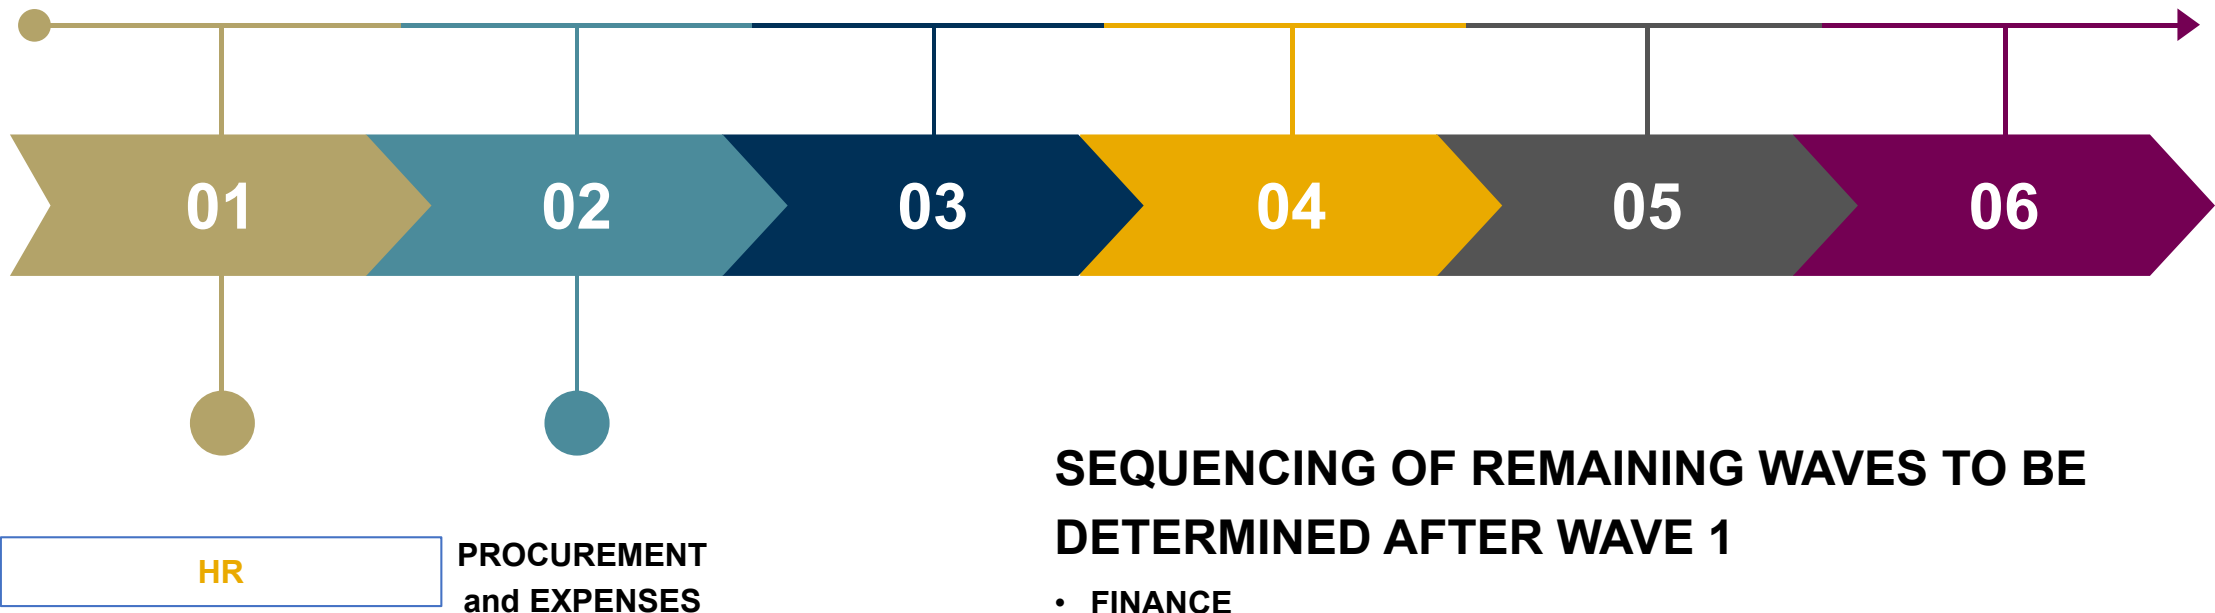 01
02
03
04
05
06
HR
PROCUREMENT
and EXPENSES
SEQUENCING OF REMAINING WAVES TO BE
DETERMINED AFTER WAVE 1
• FINANCE